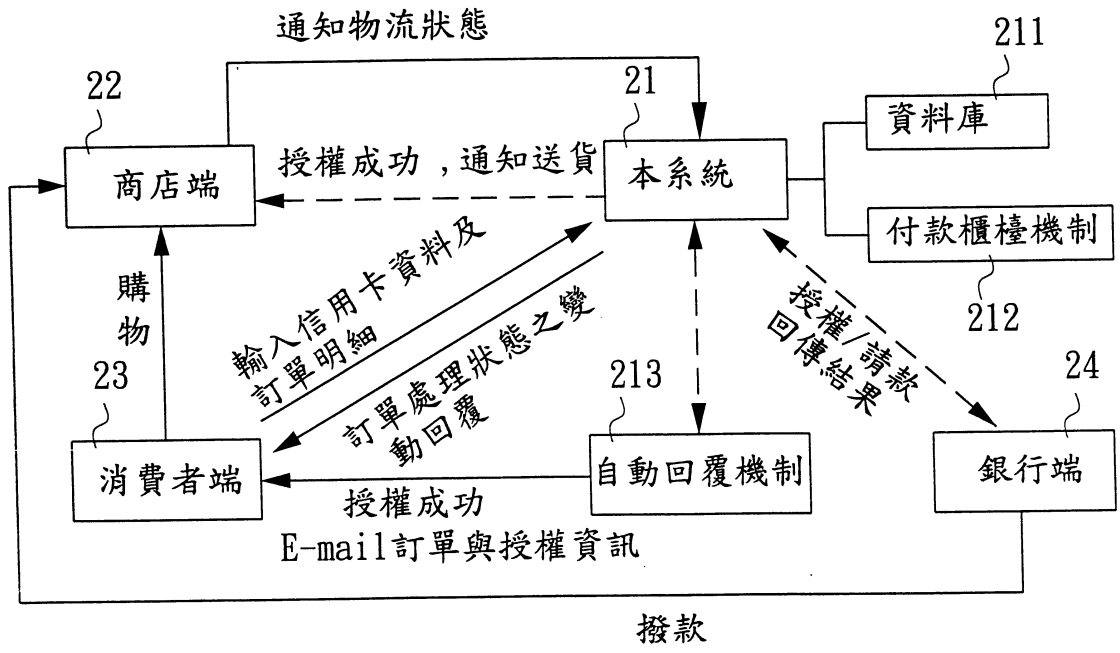 通知物流狀態
211
22
21
資料庫
授權成功，通知送貨
商店端
本系統
付款櫃檯機制
212
購物
輸入信用卡資料及
訂單明細
訂單處理狀態之變
動回覆
授權/請款
回傳結果
23
213
24
消費者端
自動回覆機制
銀行端
授權成功
E-mail訂單與授權資訊
撥款